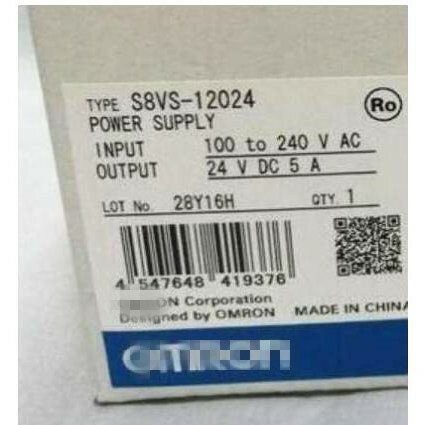 TYPE S8VS-12024
Ro
POWER SUPPLY
INPUT 100 to 240 V AC
OUTPUT 24 V DC 5 A
LOT No. 28Y16H QTY. 1
4 547648 419376
ON Corporation
Designed by OMRON MADE IN CHINA